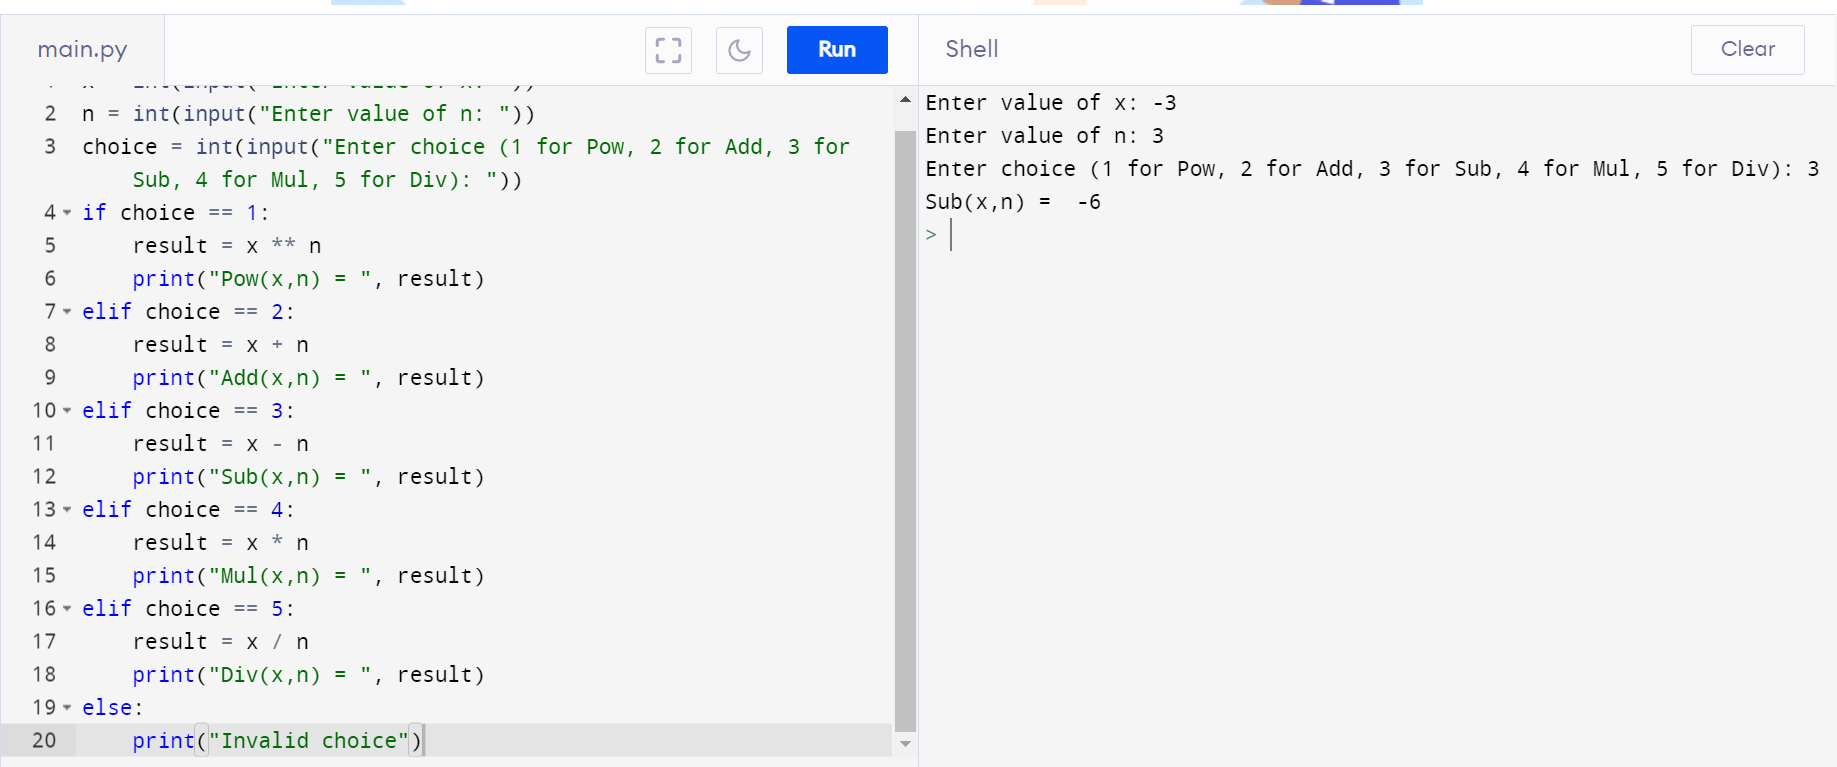 main.py
Run
Shell
Clear
2 n = int(input("Enter value of n: "))
3 choice = int(input("Enter choice (1 for Pow, 2 for Add, 3 for
Sub, 4 for Mul, 5 for Div): "))
4 if choice == 1:
5     result = x ** n
6     print("Pow(x,n) = ", result)
7 elif choice == 2:
8     result = x + n
9     print("Add(x,n) = ", result)
10 elif choice == 3:
11     result = x - n
12     print("Sub(x,n) = ", result)
13 elif choice == 4:
14     result = x * n
15     print("Mul(x,n) = ", result)
16 elif choice == 5:
17     result = x / n
18     print("Div(x,n) = ", result)
19 else:
20     print("Invalid choice")
Enter value of x: -3
Enter value of n: 3
Enter choice (1 for Pow, 2 for Add, 3 for Sub, 4 for Mul, 5 for Div): 3
Sub(x,n) =  -6
>